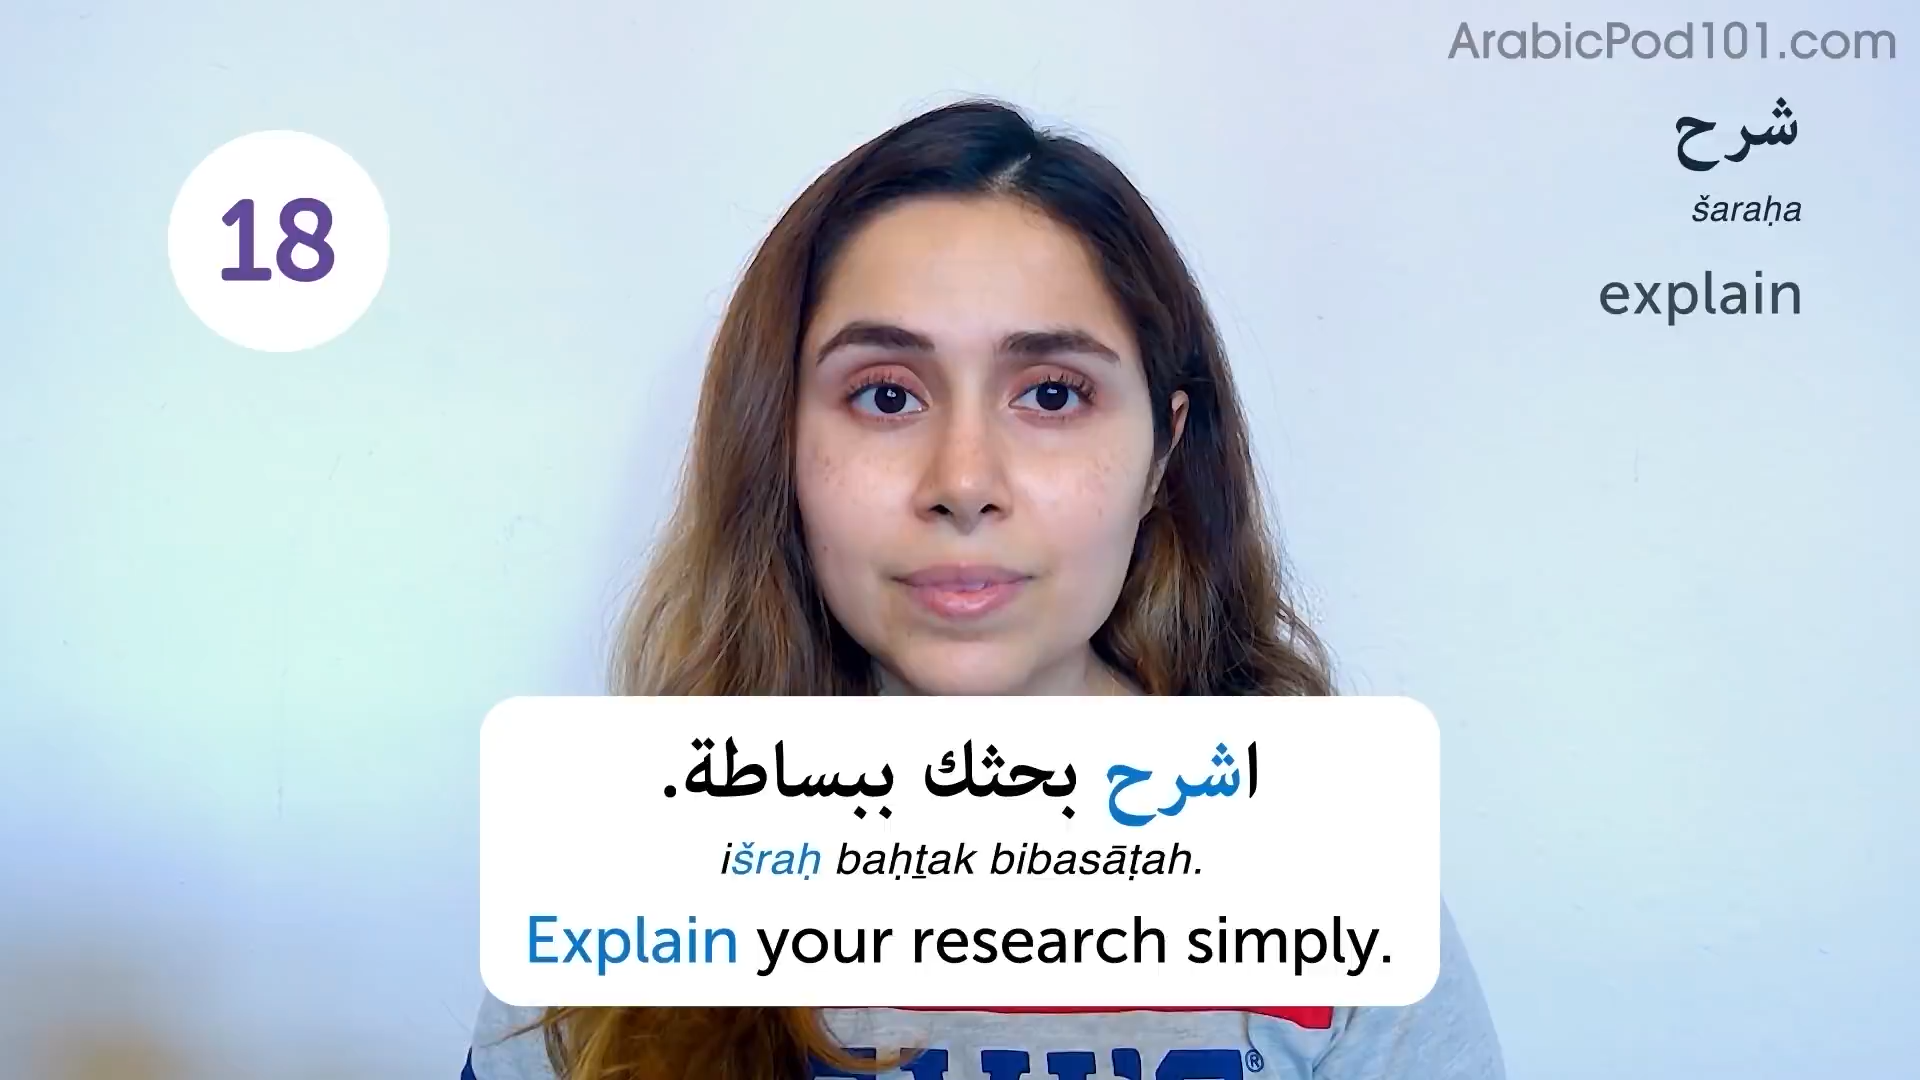 ArabicPod101.com
18
شرح
šaraḥa
explain
اشرح بحثك ببساطة.
išraḥ baḥṯak bibasāṭah.
Explain your research simply.
®